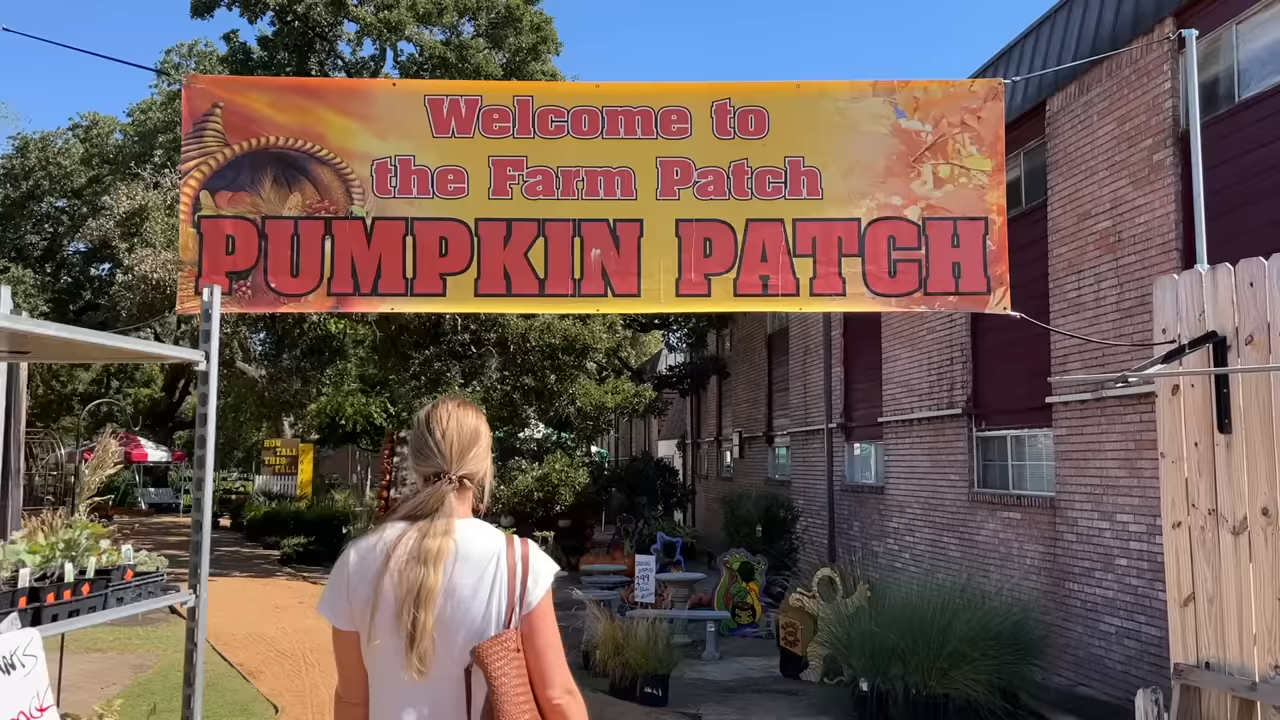 Welcome to
the Farm Patch
PUMPKIN PATCH
HOW
TALL
THIS
FALL